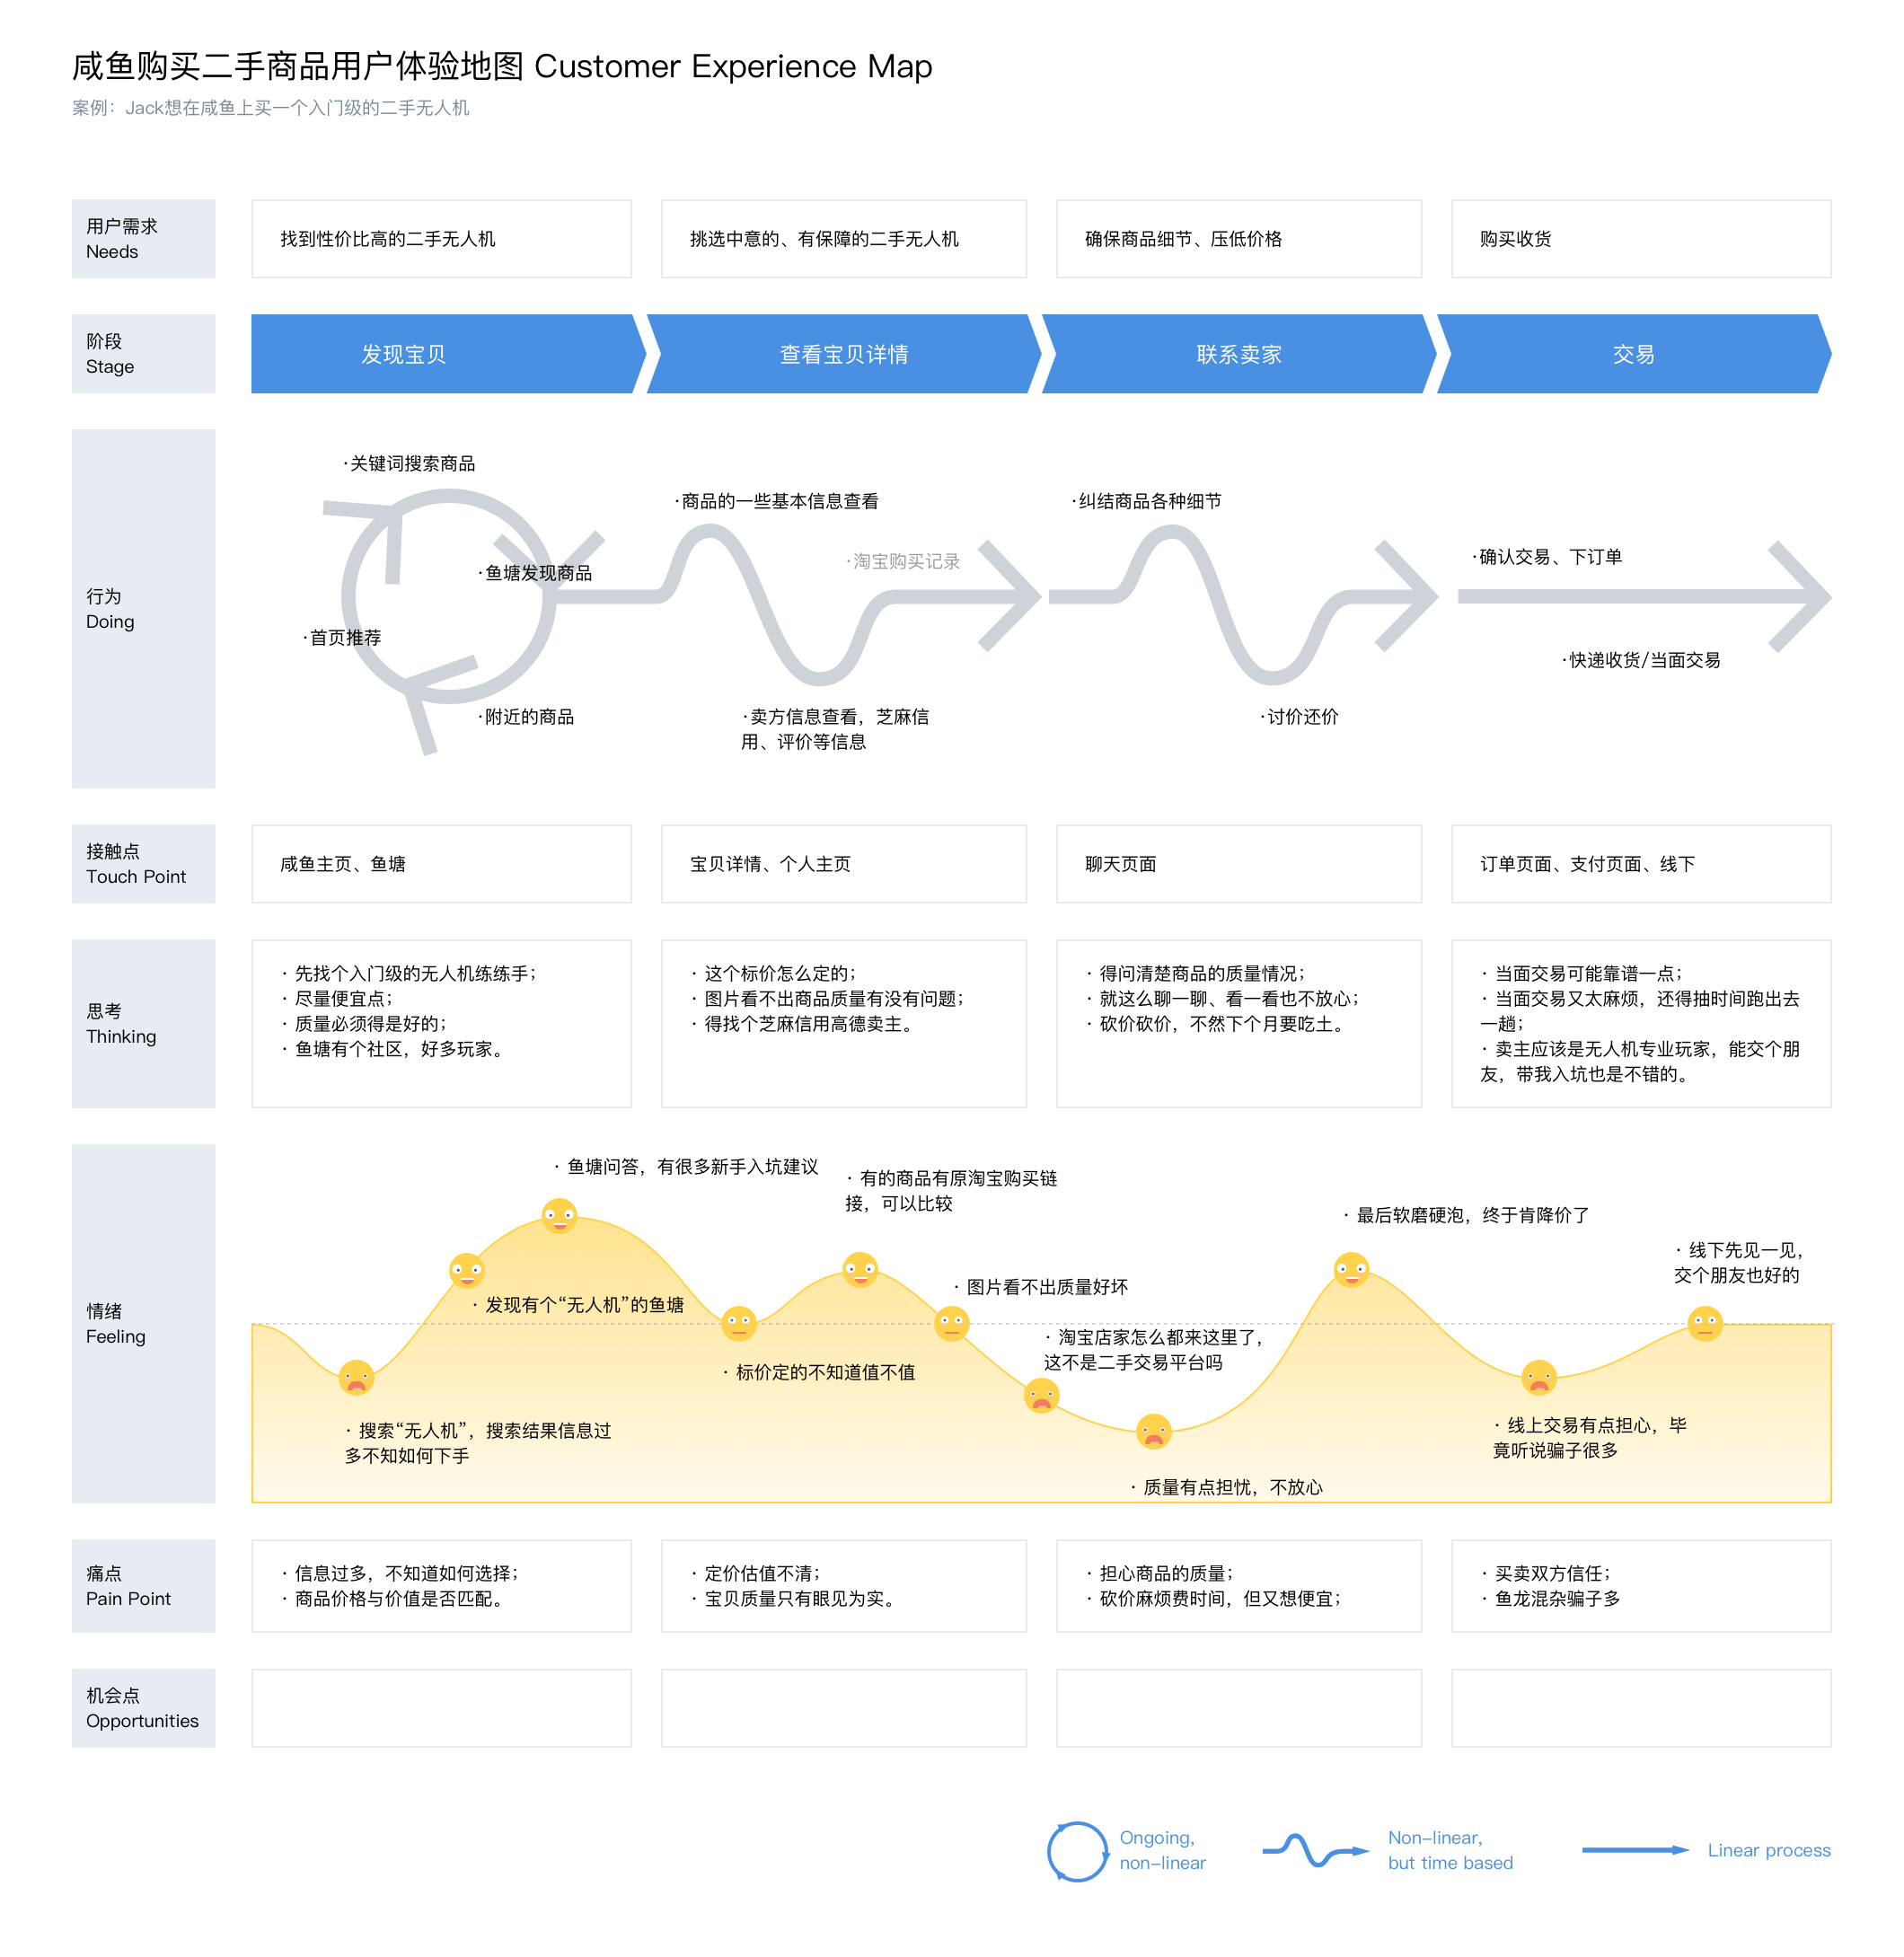 咸鱼购买二手商品用户体验地图 Customer Experience Map
案例：Jack想在咸鱼上买一个入门级的二手无人机
用户需求
Needs
找到性价比高的二手无人机
挑选中意的、有保障的二手无人机
确保商品细节、压低价格
购买收货
阶段
Stage
发现宝贝
查看宝贝详情
联系卖家
交易
行为
Doing
·关键词搜索商品
·鱼塘发现商品
·首页推荐
·附近的商品
·商品的一些基本信息查看
·淘宝购买记录
·卖方信息查看，芝麻信
用、评价等信息
·纠结商品各种细节
·讨价还价
·确认交易、下订单
·快递收货/当面交易
接触点
Touch Point
咸鱼主页、鱼塘
宝贝详情、个人主页
聊天页面
订单页面、支付页面、线下
思考
Thinking
· 先找个入门级的无人机练练手；
· 尽量便宜点；
· 质量必须得是好的；
· 鱼塘有个社区，好多玩家。
· 这个标价怎么定的；
· 图片看不出商品质量有没有问题；
· 得找个芝麻信用高德卖主。
· 得问清楚商品的质量情况；
· 就这么聊一聊、看一看也不放心；
· 砍价砍价，不然下个月要吃土。
· 当面交易可能靠谱一点；
· 当面交易又太麻烦，还得抽时间跑出去
一趟；
· 卖主应该是无人机专业玩家，能交个朋
友，带我入坑也是不错的。
情绪
Feeling
· 搜索“无人机”，搜索结果信息过
多不知如何下手
· 发现有个“无人机”的鱼塘
· 鱼塘问答，有很多新手入坑建议
· 标价定的不知道值不值
· 有的商品有原淘宝购买链
接，可以比较
· 图片看不出质量好坏
· 淘宝店家怎么都来这里了，
这不是二手交易平台吗
· 质量有点担忧，不放心
· 最后软磨硬泡，终于肯降价了
· 线上交易有点担心，毕
竟听说骗子很多
· 线下先见一见，
交个朋友也好的
痛点
Pain Point
· 信息过多，不知道如何选择；
· 商品价格与价值是否匹配。
· 定价估值不清；
· 宝贝质量只有眼见为实。
· 担心商品的质量；
· 砍价麻烦费时间，但又想便宜；
· 买卖双方信任；
· 鱼龙混杂骗子多
机会点
Opportunities
Ongoing,
non-linear
Non-linear,
but time based
Linear process